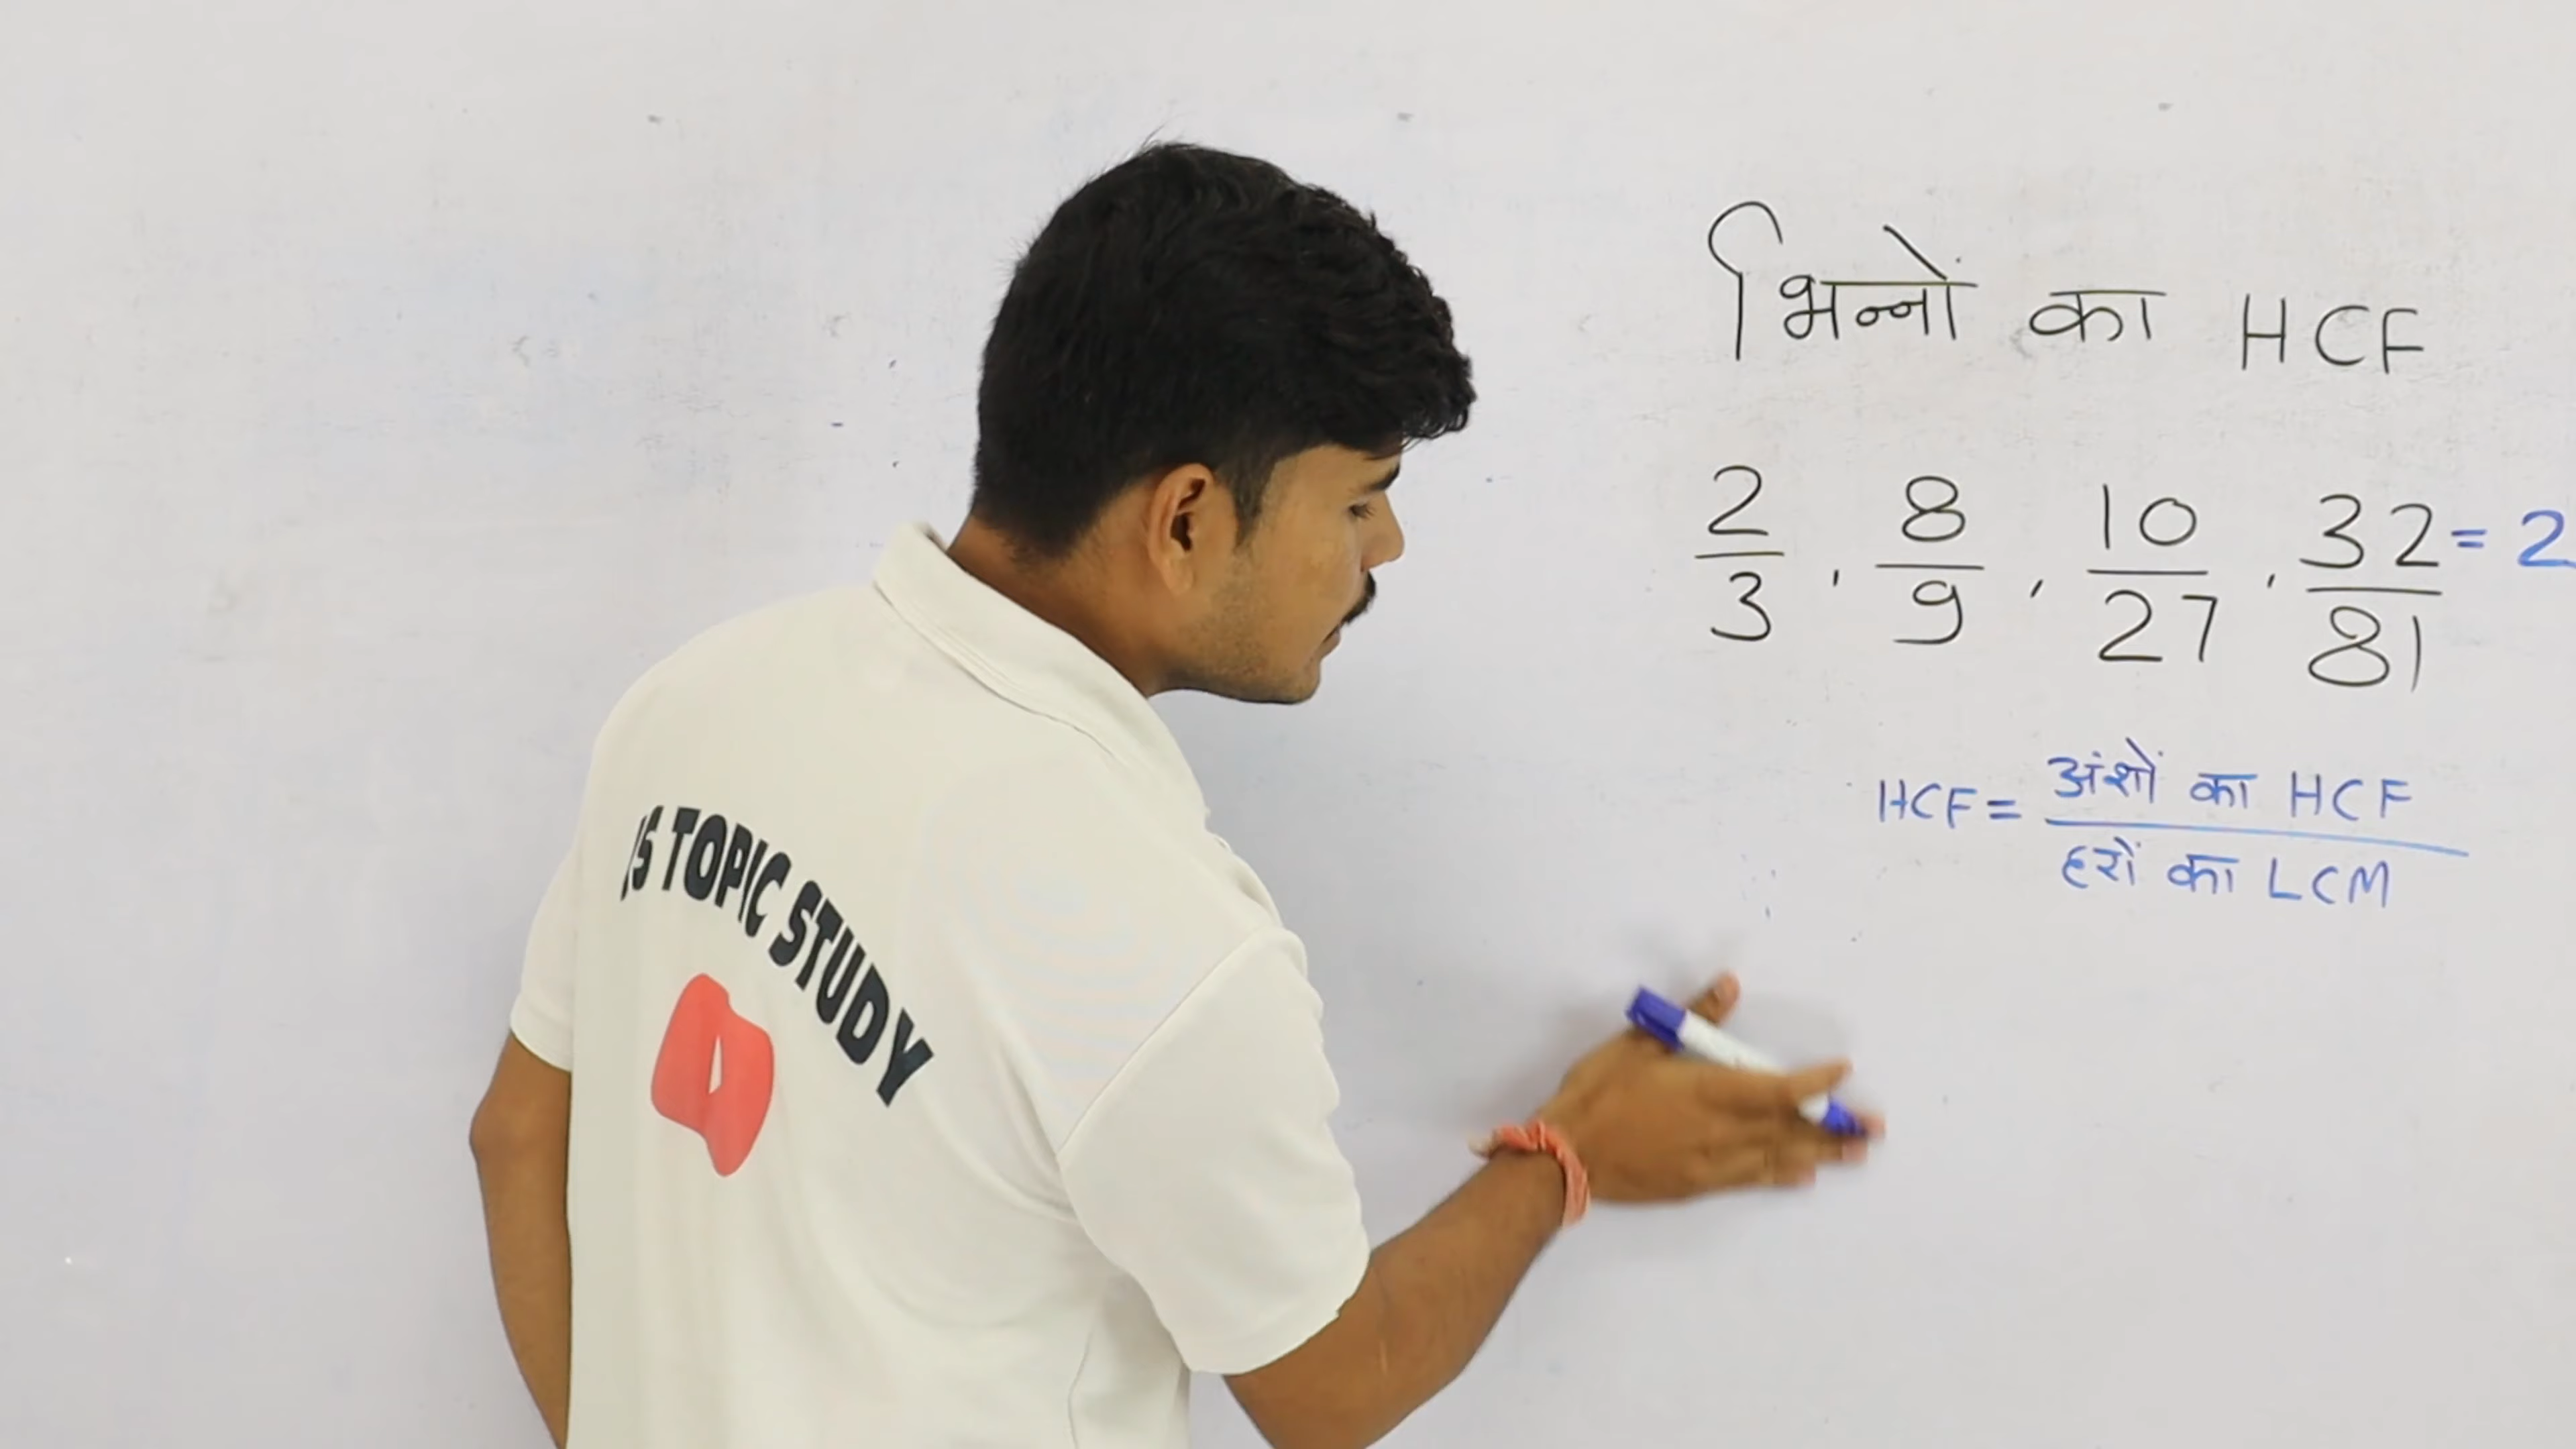 भिन्नों का HCF
2/3 , 8/9 , 10/27 , 32/81 = 2
HCF = अंशों का HCF / हरों का LCM
TOPIC STUDY